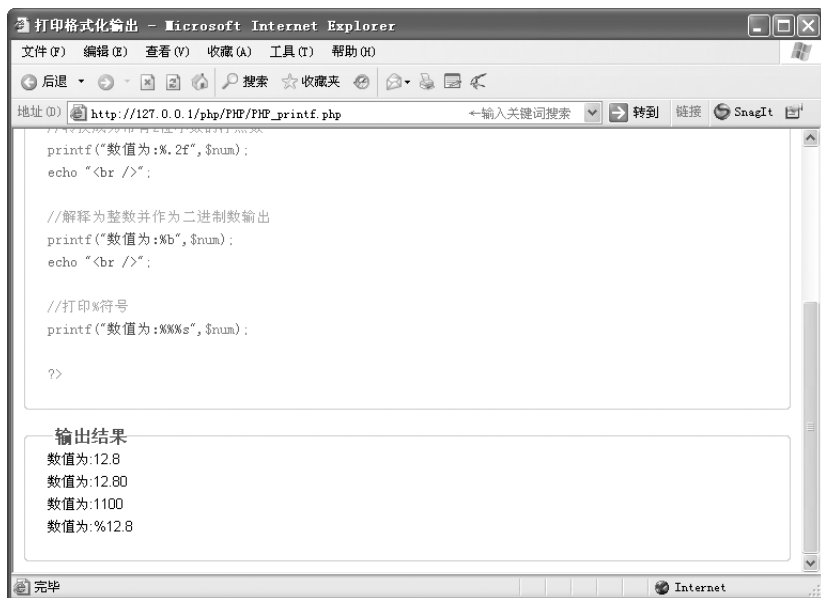 打印格式化输出 - Microsoft Internet Explorer
文件(F) 编辑(E) 查看(V) 收藏(A) 工具(T) 帮助(H)
后退 搜索 收藏夹
地址(D) http://127.0.0.1/php/PHP/PHP_printf.php ←输入关键词搜索 转到 链接 SnagIt
printf("数值为:%.2f",$num);
echo "<br />";
//解释为整数并作为二进制数输出
printf("数值为:%b",$num);
echo "<br />";
//打印%符号
printf("数值为:%%%s",$num);
?>
输出结果
数值为:12.8
数值为:12.80
数值为:1100
数值为:%12.8
完毕 Internet